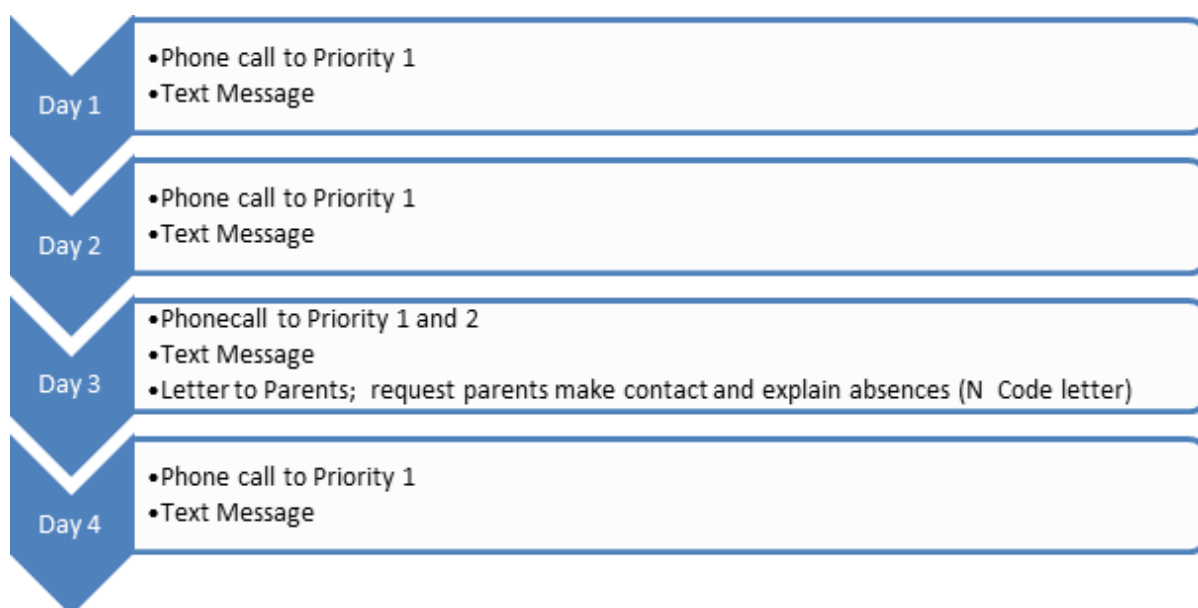 Day 1
•Phone call to Priority 1
•Text Message
Day 2
•Phone call to Priority 1
•Text Message
Day 3
•Phonecall to Priority 1 and 2
•Text Message
•Letter to Parents; request parents make contact and explain absences (N Code letter)
Day 4
•Phone call to Priority 1
•Text Message